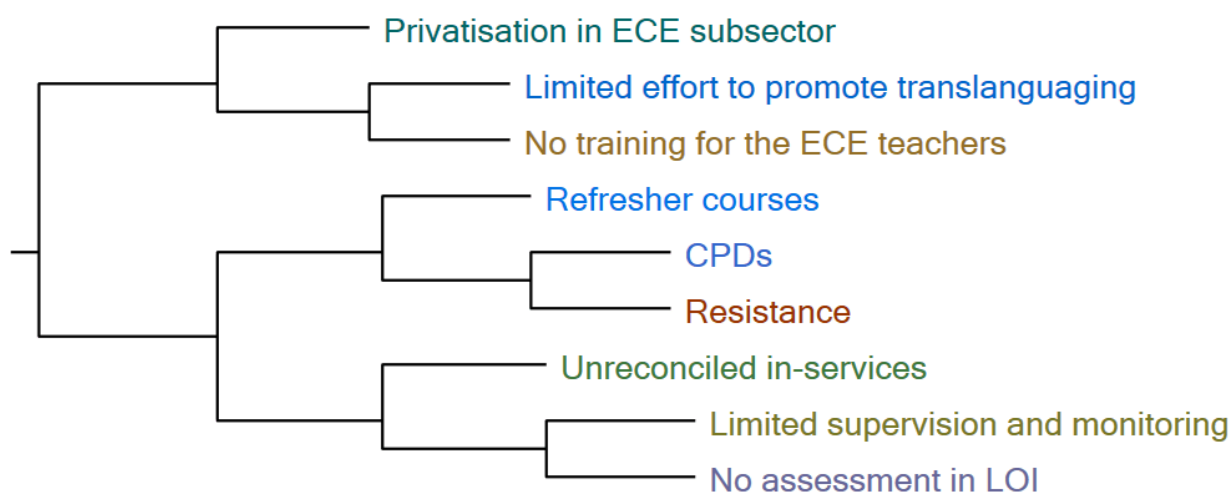 Privatisation in ECE subsector
Limited effort to promote translanguaging
No training for the ECE teachers
Refresher courses
CPDs
Resistance
Unreconciled in-services
Limited supervision and monitoring
No assessment in LOI